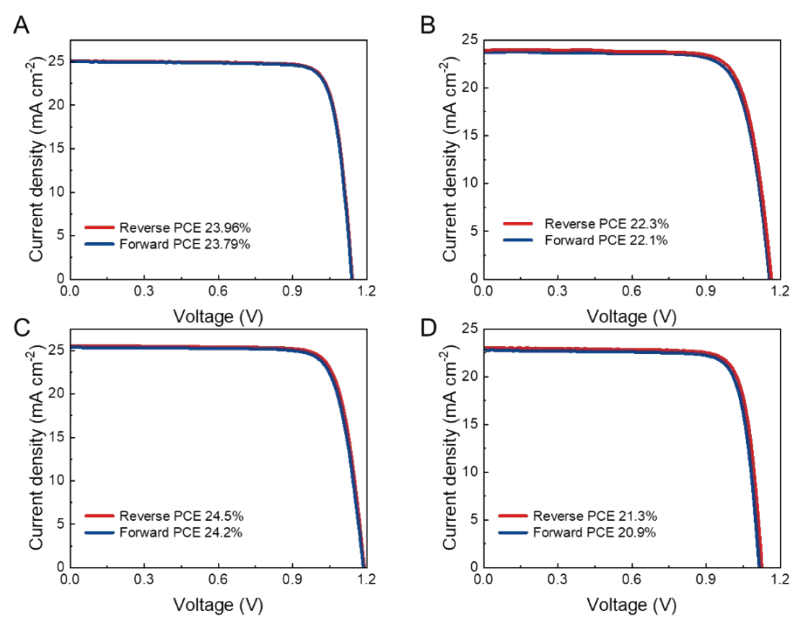 A
Current density (mA cm⁻²)
25
20
15
10
5
0
Reverse PCE 23.96%
Forward PCE 23.79%
0.0 0.3 0.6 0.9 1.2
Voltage (V)
B
Current density (mA cm⁻²)
25
20
15
10
5
0
Reverse PCE 22.3%
Forward PCE 22.1%
0.0 0.3 0.6 0.9 1.2
Voltage (V)
C
Current density (mA cm⁻²)
25
20
15
10
5
0
Reverse PCE 24.5%
Forward PCE 24.2%
0.0 0.3 0.6 0.9 1.2
Voltage (V)
D
Current density (mA cm⁻²)
25
20
15
10
5
0
Reverse PCE 21.3%
Forward PCE 20.9%
0.0 0.3 0.6 0.9 1.2
Voltage (V)